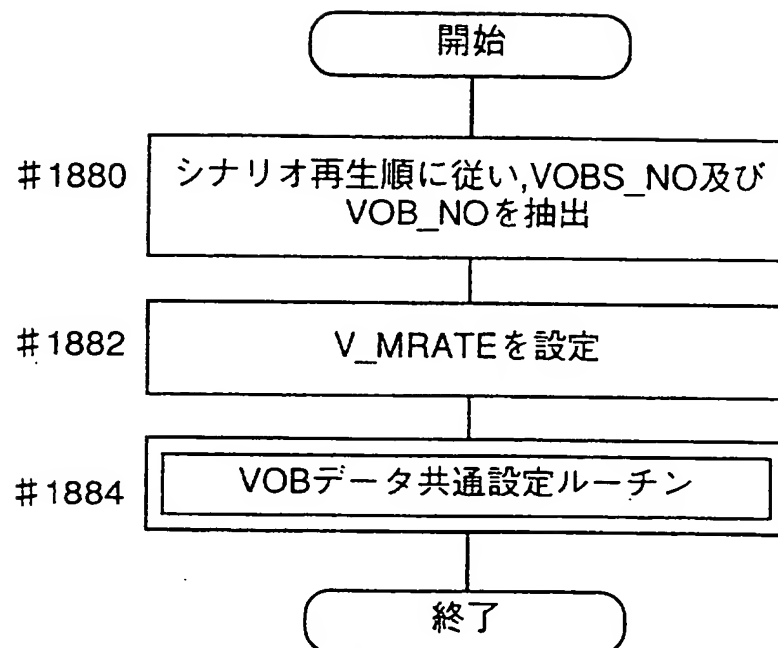 開始
#1880
シナリオ再生順に従い,VOBS_NO及び
VOB_NOを抽出
#1882
V_MRATEを設定
#1884
VOBデータ共通設定ルーチン
終了